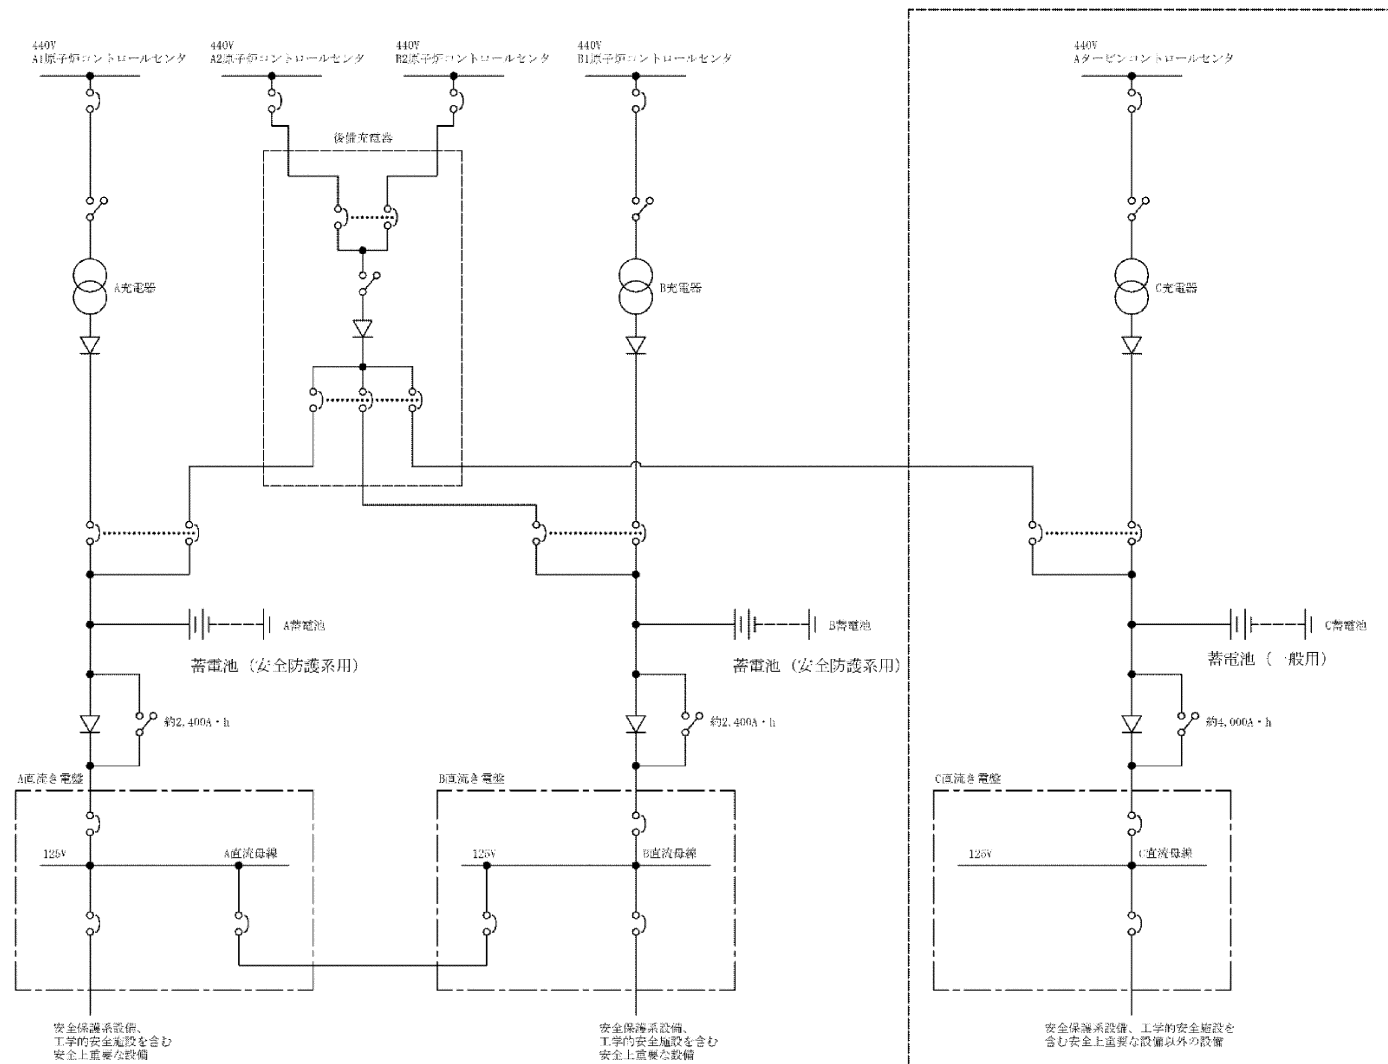 440V
A1原子炉コントロールセンタ
440V
A2原子炉コントロールセンタ
440V
B2原子炉コントロールセンタ
440V
B1原子炉コントロールセンタ
440V
Aタービンコントロールセンタ
後備充電器
A充電器
B充電器
C充電器
A蓄電池
B蓄電池
C蓄電池
蓄電池（安全防護系用）
蓄電池（安全防護系用）
蓄電池（一般用）
約2,400A・h
約2,400A・h
約4,000A・h
A直流き電盤
B直流き電盤
C直流き電盤
125V
A直流母線
125V
B直流母線
125V
C直流母線
安全保護系設備、
工学的安全施設を含む
安全上重要な設備
安全保護系設備、
工学的安全施設を含む
安全上重要な設備
安全保護系設備、工学的安全施設を
含む安全上重要な設備以外の設備